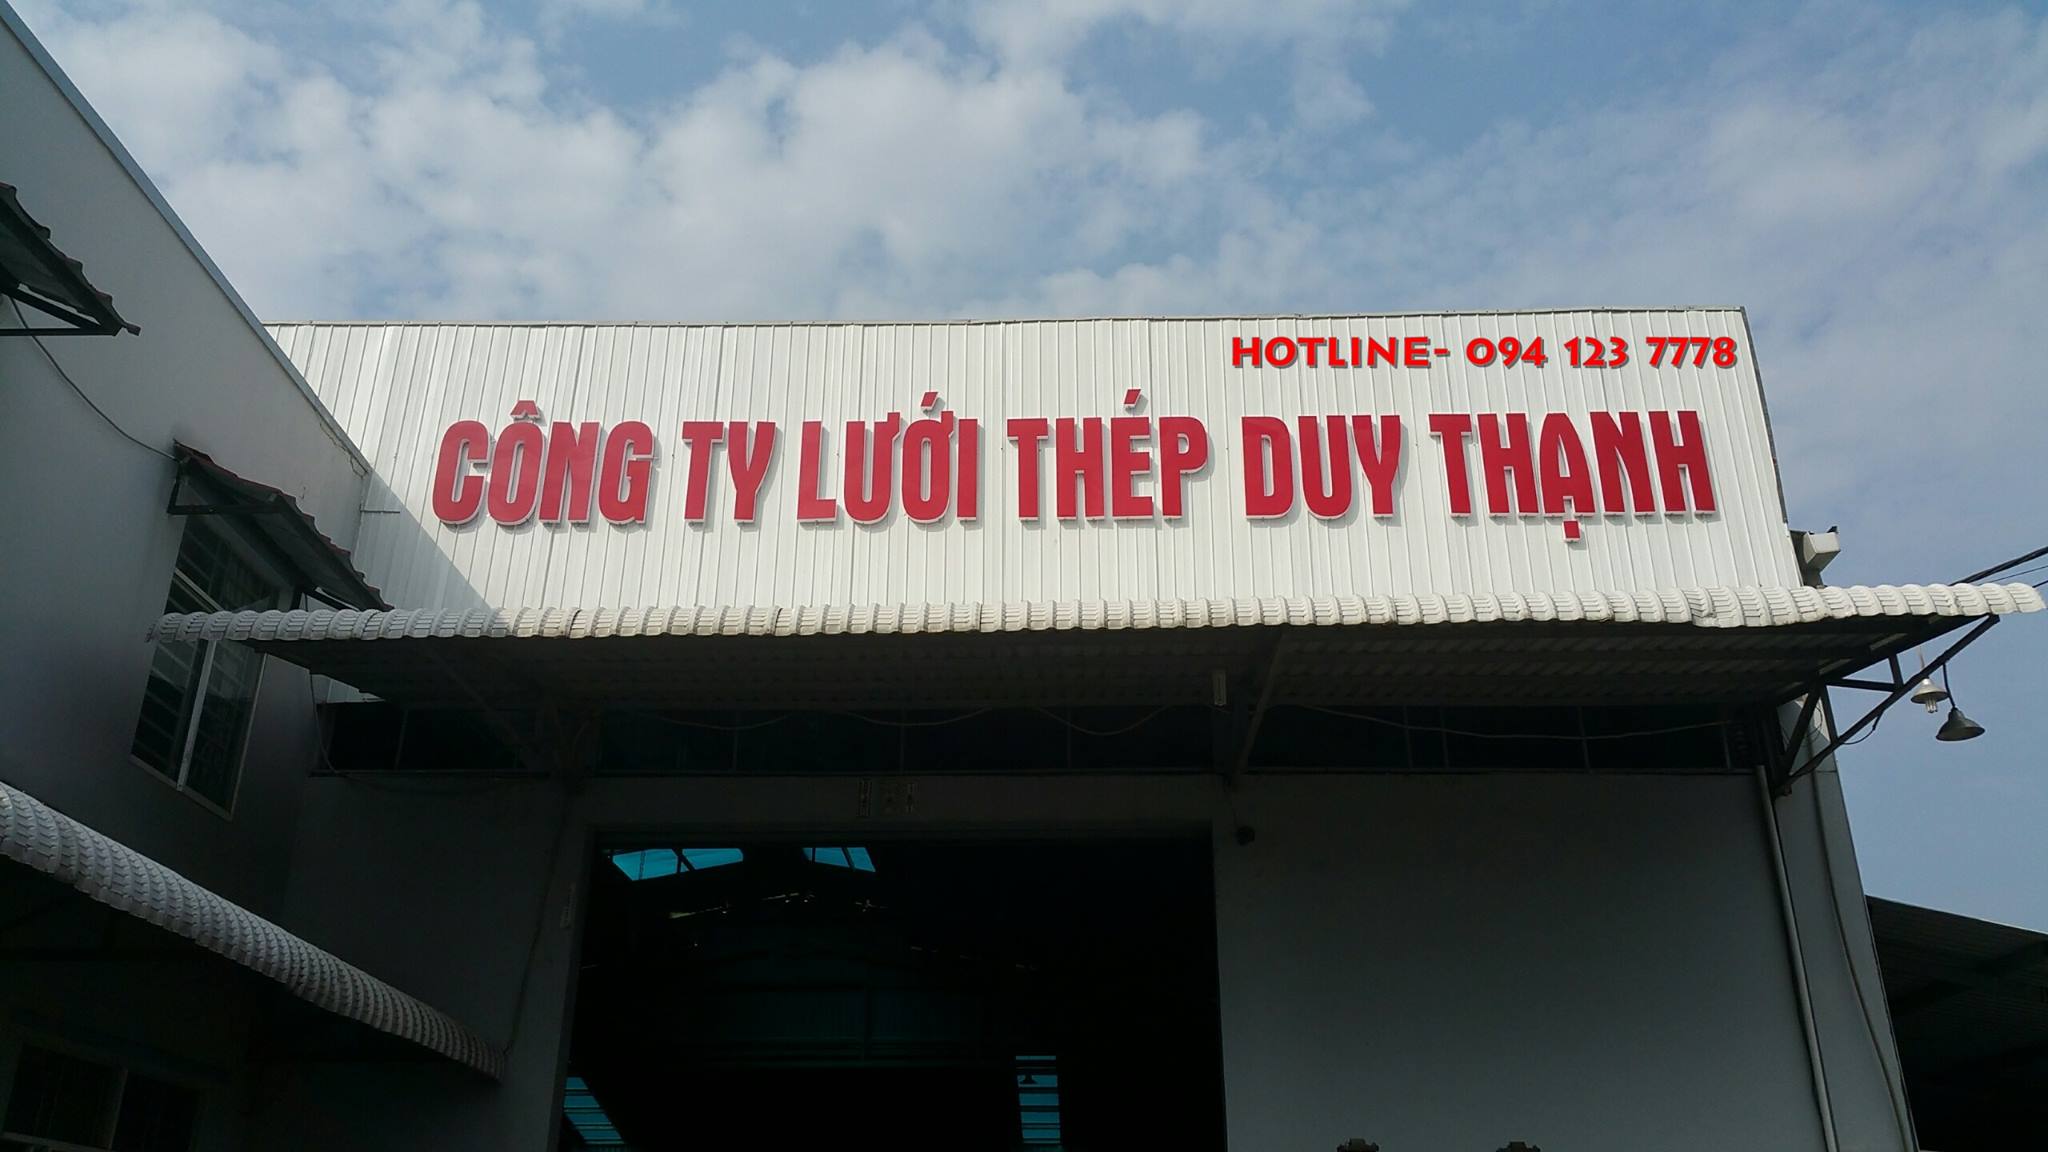 HOTLINE- 094 123 7778
CÔNG TY LƯỚI THÉP DUY THẠNH